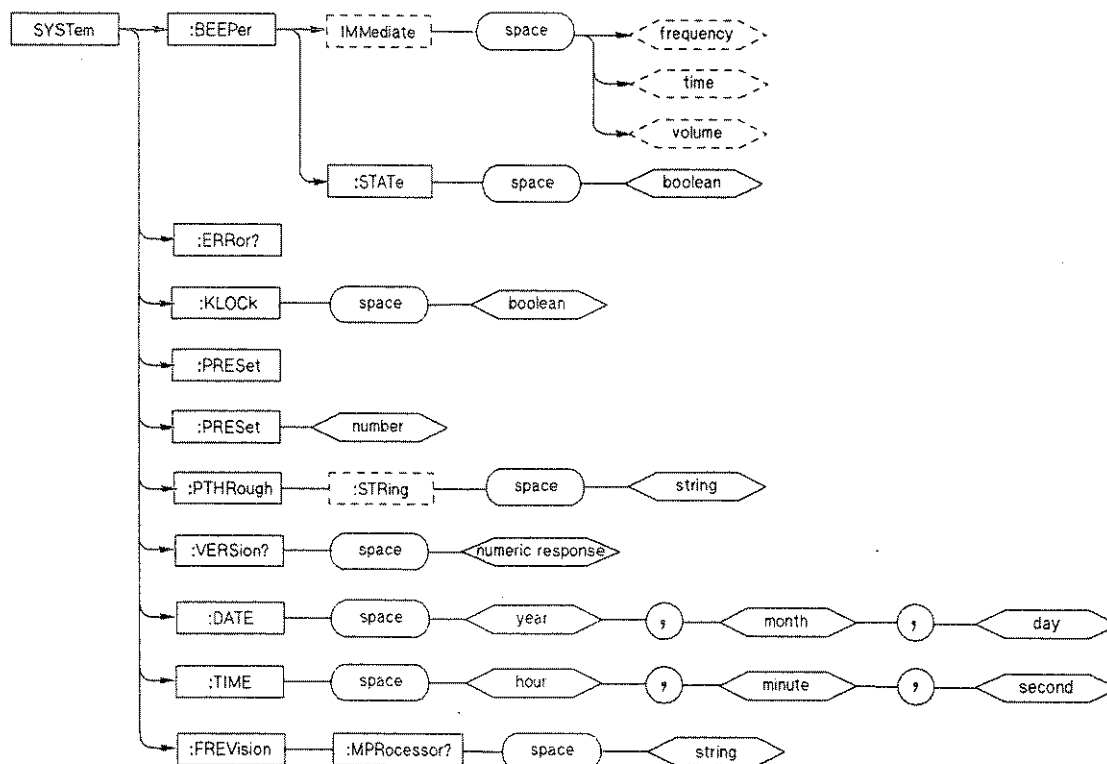 SYSTem :BEEPer IMMediate space frequency
time
volume
:STATe space boolean
:ERRor?
:KLOCk space boolean
:PRESet
:PRESet number
:PTHRough :STRing space string
:VERSion? space numeric response
:DATE space year , month , day
:TIME space hour , minute , second
:FREVision :MPRocessor? space string